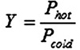 Y = P_hot / P_cold